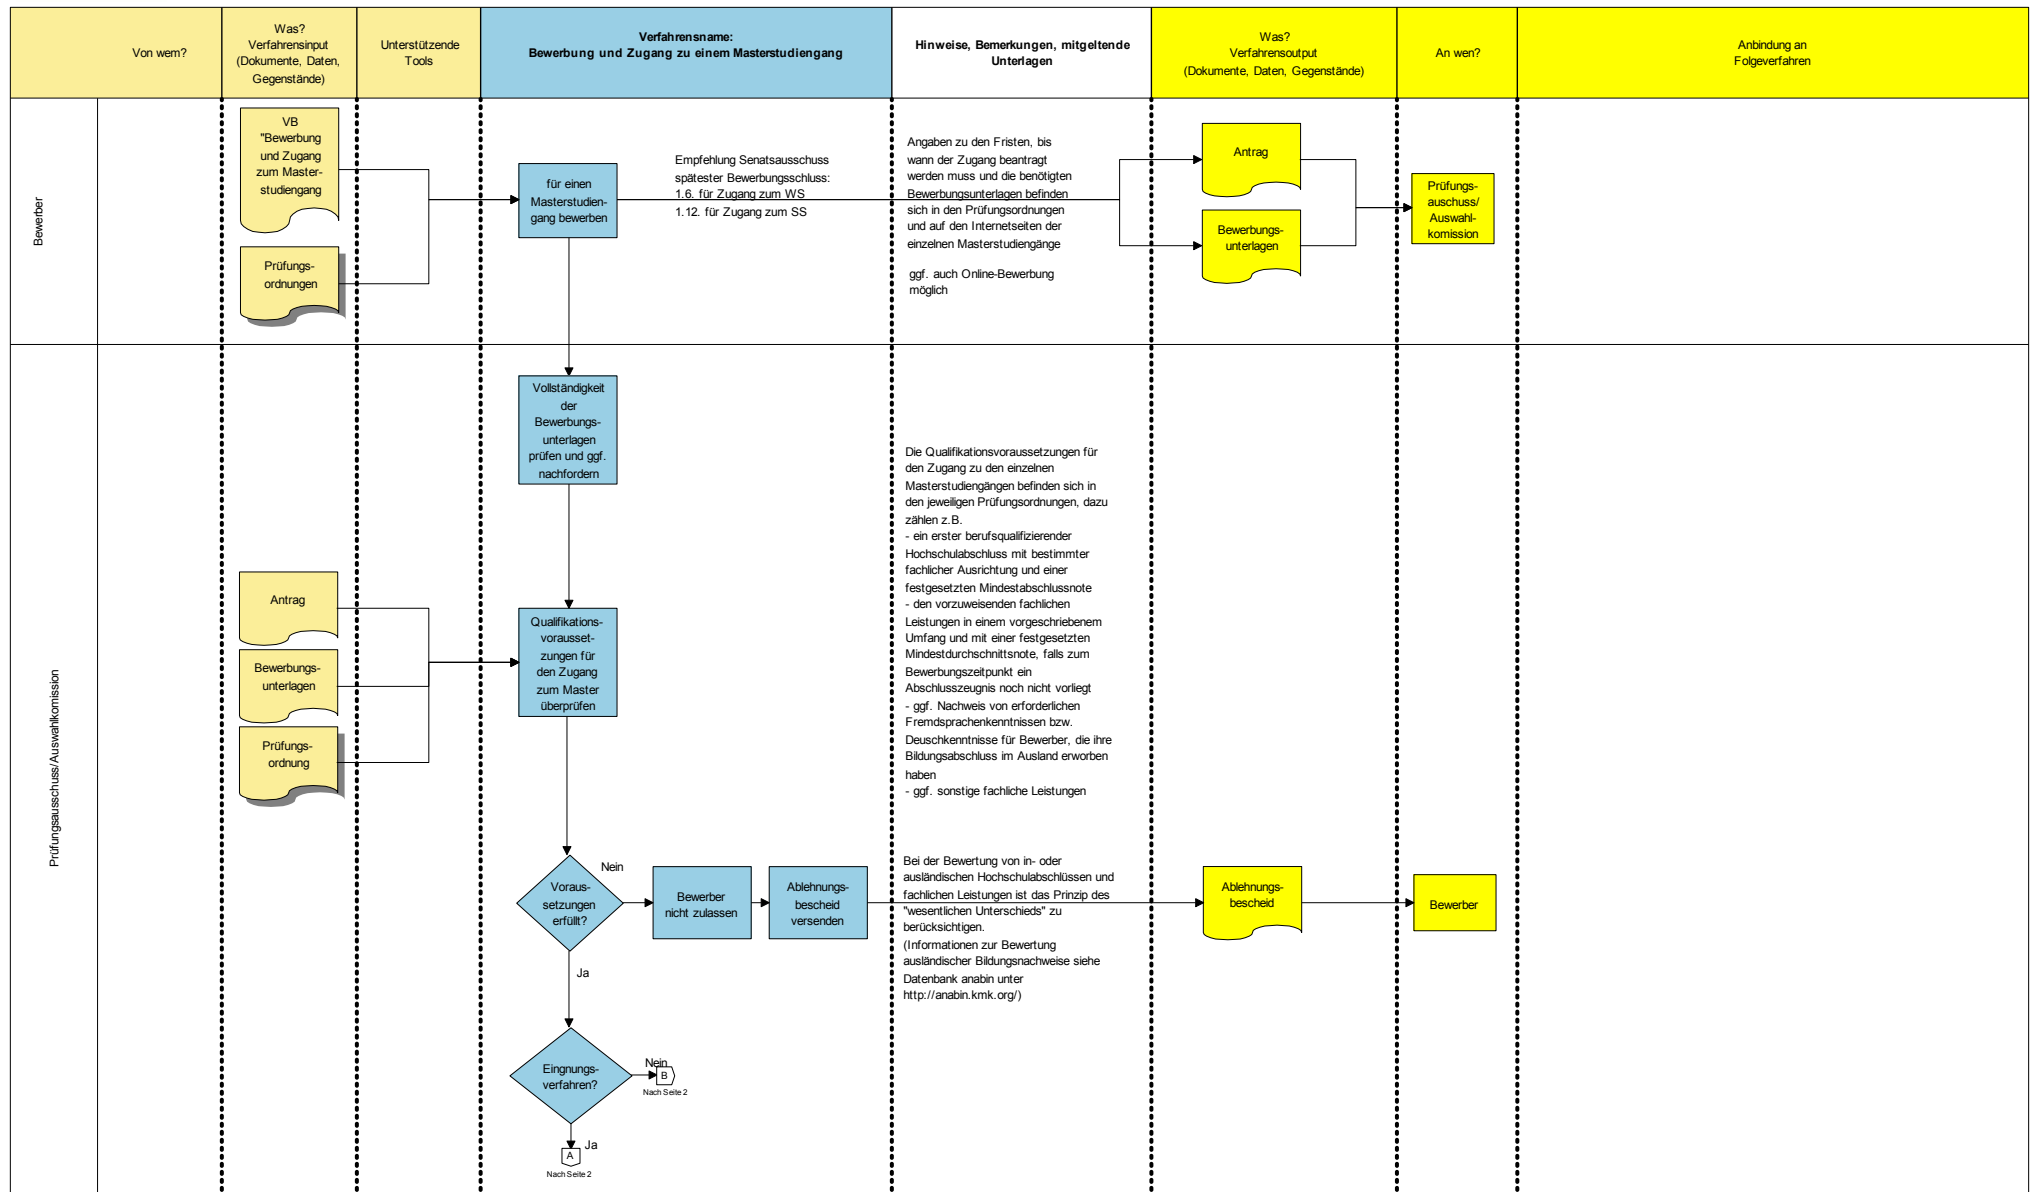 Von wem?
Was?
Verfahrensinput
(Dokumente, Daten,
Gegenstände)
Unterstützende
Tools
Verfahrensname:
Bewerbung und Zugang zu einem Masterstudiengang
Hinweise, Bemerkungen, mitgeltende
Unterlagen
Was?
Verfahrensoutput
(Dokumente, Daten, Gegenstände)
An wen?
Anbindung an
Folgeverfahren
Bewerber
VB
"Bewerbung
und Zugang
zum Master-
studiengang
Prüfungs-
ordnungen
für einen
Masterstudien-
gang bewerben
Empfehlung Senatsausschuss
spätester Bewerbungsschluss:
1.6. für Zugang zum WS
1.12. für Zugang zum SS
Angaben zu den Fristen, bis
wann der Zugang beantragt
werden muss und die benötigten
Bewerbungsunterlagen befinden
sich in den Prüfungsordnungen
und auf den Internetseiten der
einzelnen Masterstudiengänge
ggf. auch Online-Bewerbung
möglich
Antrag
Bewerbungs-
unterlagen
Prüfungs-
auschuss/
Auswahl-
komission
Prüfungsausschuss/Auswahlkomission
Vollständigkeit
der
Bewerbungs-
unterlagen
prüfen und ggf.
nachfordern
Antrag
Bewerbungs-
unterlagen
Prüfungs-
ordnung
Qualifikations-
voraussset-
zungen für
den Zugang
zum Master
überprüfen
Die Qualifikationsvoraussetzungen für
den Zugang zu den einzelnen
Masterstudiengängen befinden sich in
den jeweiligen Prüfungsordnungen, dazu
zählen z.B.
- ein erster berufsqualifizierender
Hochschulabschluss mit bestimmter
fachlicher Ausrichtung und einer
festgesetzten Mindestabschlussnote
- den vorzuweisenden fachlichen
Leistungen in einem vorgeschriebenem
Umfang und mit einer festgesetzten
Mindestdurchschnittsnote, falls zum
Bewerbungszeitpunkt ein
Abschlusszeugnis noch nicht vorliegt
- ggf. Nachweis von erforderlichen
Fremdsprachenkenntnissen bzw.
Deuschkenntnisse für Bewerber, die ihre
Bildungsabschluss im Ausland erworben
haben
- ggf. sonstige fachliche Leistungen
Voraus-
setzungen
erfüllt?
Nein
Bewerber
nicht zulassen
Ablehnungs-
bescheid
versenden
Bei der Bewertung von in- oder
ausländischen Hochschulabschlüssen und
fachlichen Leistungen ist das Prinzip des
"wesentlichen Unterschieds" zu
berücksichtigen.
(Informationen zur Bewertung
ausländischer Bildungsnachweise siehe
Datenbank anabin unter
http://anabin.kmk.org/)
Ablehnungs-
bescheid
Bewerber
Ja
Eingnungs-
verfahren?
Nein
B
Nach Seite 2
Ja
A
Nach Seite 2